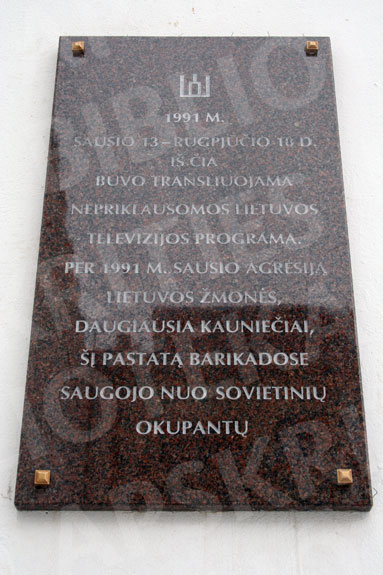 1991 M.
SAUSIO 13–RUGPJŪČIO 18 D.
IŠ ČIA
BUVO TRANSLIUOJAMA
NEPRIKLAUSOMOS LIETUVOS
TELEVIZIJOS PROGRAMA.
PER 1991 M. SAUSIO AGRESIJĄ
LIETUVOS ŽMONĖS,
DAUGIAUSIA KAUNIEČIAI,
ŠĮ PASTATĄ BARIKADOSE
SAUGOJO NUO SOVIETINIŲ
OKUPANTŲ